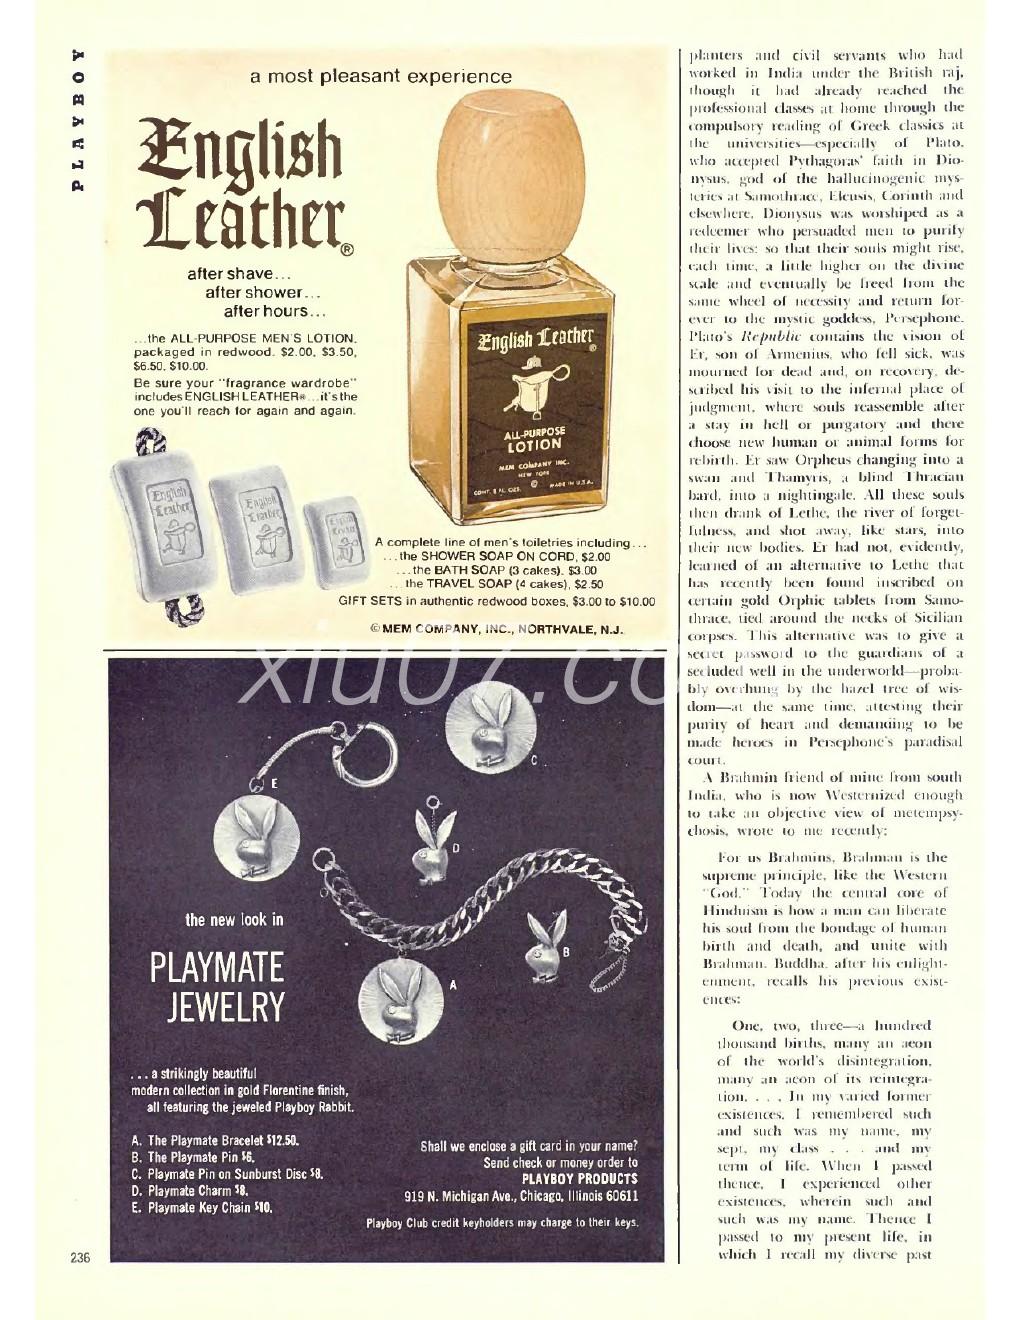 PLAYBOY
a most pleasant experience
English
Leather®
after shave...
after shower...
after hours...
...the ALL-PURPOSE MEN'S LOTION,
packaged in redwood. $2.00, $3.50,
$6.50, $10.00.
Be sure your "fragrance wardrobe"
includes ENGLISH LEATHER®...it's the
one you'll reach for again and again.
English Leather®
ALL-PURPOSE
LOTION
MEM COMPANY INC.
NEW YORK
CONT. 8 FL. OZS. © MADE IN U.S.A.
English
Leather
English
Leather
English
Leather
A complete line of men's toiletries including...
...the SHOWER SOAP ON CORD, $2.00
...the BATH SOAP (3 cakes), $3.00
...the TRAVEL SOAP (4 cakes), $2.50
GIFT SETS in authentic redwood boxes, $3.00 to $10.00
© MEM COMPANY, INC., NORTHVALE, N.J.
xiu07.co
E
C
D
B
A
the new look in
PLAYMATE
JEWELRY
... a strikingly beautiful
modern collection in gold Florentine finish,
all featuring the jeweled Playboy Rabbit.
A. The Playmate Bracelet $12.50.
B. The Playmate Pin $6.
C. Playmate Pin on Sunburst Disc $8.
D. Playmate Charm $8.
E. Playmate Key Chain $10.
Shall we enclose a gift card in your name?
Send check or money order to
PLAYBOY PRODUCTS
919 N. Michigan Ave., Chicago, Illinois 60611
Playboy Club credit keyholders may charge to their keys.
236
planters and civil servants who had
worked in India under the British raj,
though it had already reached the
professional classes at home through the
compulsory reading of Greek classics at
the universities—especially of Plato,
who accepted Pythagoras' faith in Dio-
nysus, god of the hallucinogenic mys-
teries at Samothrace, Eleusis, Corinth and
elsewhere. Dionysus was worshiped as a
redeemer who persuaded men to purify
their lives: so that their souls might rise,
each time, a little higher on the divine
scale and eventually be freed from the
same wheel of necessity and return for-
ever to the mystic goddess, Persephone.
Plato's Republic contains the vision of
Er, son of Armenius, who fell sick, was
mourned for dead and, on recovery, de-
scribed his visit to the infernal place of
judgment, where souls reassemble after
a stay in hell or purgatory and there
choose new human or animal forms for
rebirth. Er saw Orpheus changing into a
swan and Thamyris, a blind Thracian
bard, into a nightingale. All these souls
then drank of Lethe, the river of forget-
fulness, and shot away, like stars, into
their new bodies. Er had not, evidently,
learned of an alternative to Lethe that
has recently been found inscribed on
certain gold Orphic tablets from Samo-
thrace, tied around the necks of Sicilian
corpses. This alternative was to give a
secret password to the guardians of a
secluded well in the underworld—proba-
bly overhung by the hazel tree of wis-
dom—at the same time, attesting their
purity of heart and demanding to be
made heroes in Persephone's paradisal
court.
A Brahmin friend of mine from south
India, who is now Westernized enough
to take an objective view of metempsy-
chosis, wrote to me recently:
For us Brahmins, Brahman is the
supreme principle, like the Western
"God." Today the central core of
Hinduism is how a man can liberate
his soul from the bondage of human
birth and death, and unite with
Brahman. Buddha, after his enlight-
enment, recalls his previous exist-
ences:
One, two, three—a hundred
thousand births, many an aeon
of the world's disintegration,
many an aeon of its reintegra-
tion. . . . In my varied former
existences, I remembered such
and such was my name, my
sept, my class . . . and my
term of life. When I passed
thence, I experienced other
existences, wherein such and
such was my name. Thence I
passed to my present life, in
which I recall my diverse past